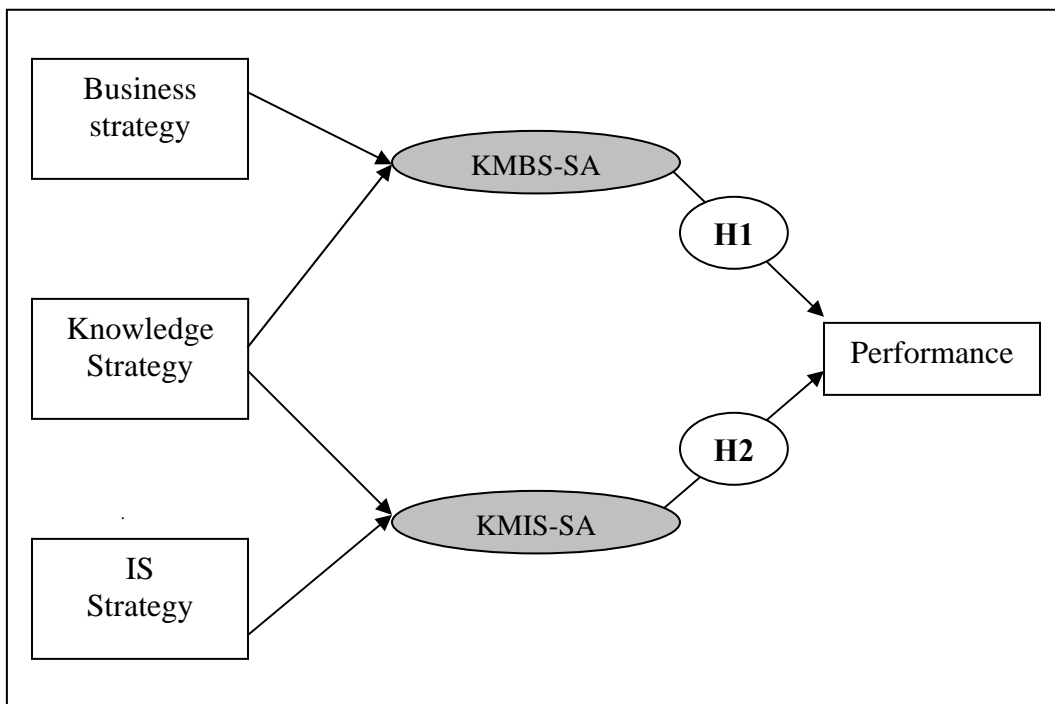 Business
strategy
KMBS-SA
H1
Knowledge
Strategy
Performance
H2
KMIS-SA
IS
Strategy